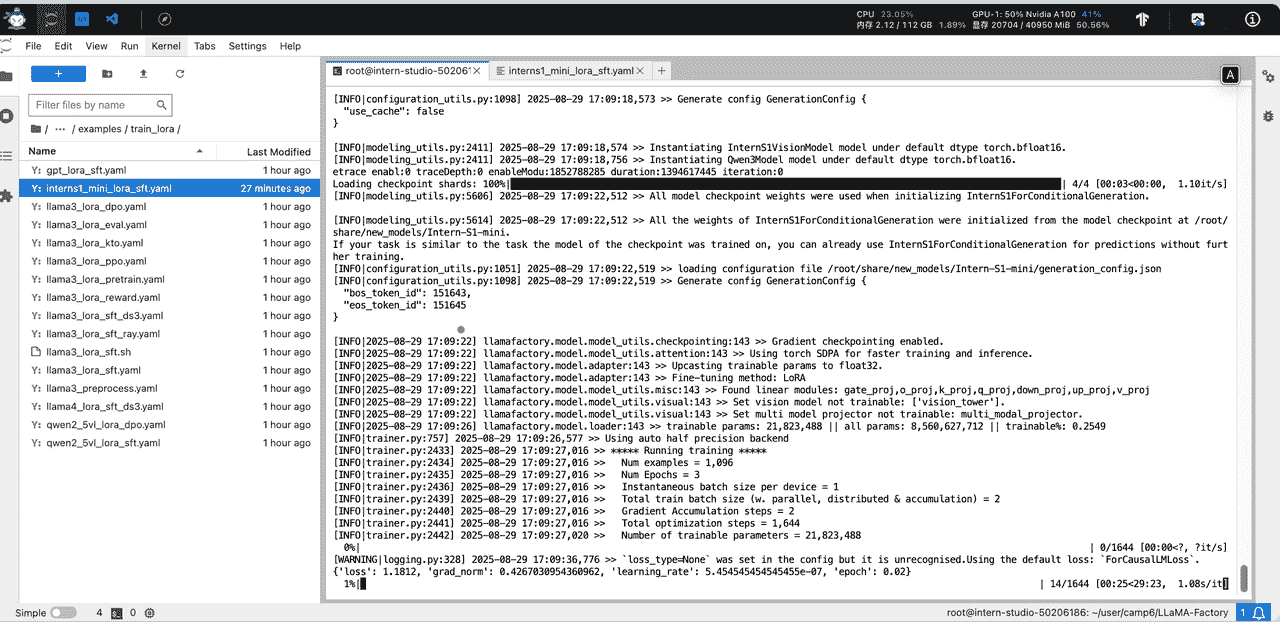 CPU 23.05%
GPU-1: 50% Nvidia A100 41%
内存 2.12 / 112 GB 1.89%
显存 20704 / 40950 MiB 50.56%
File Edit View Run Kernel Tabs Settings Help
+
Filter files by name
/ ··· / examples / train_lora /
Name Last Modified
Y: gpt_lora_sft.yaml 1 hour ago
Y: interns1_mini_lora_sft.yaml 27 minutes ago
Y: llama3_lora_dpo.yaml 1 hour ago
Y: llama3_lora_eval.yaml 1 hour ago
Y: llama3_lora_kto.yaml 1 hour ago
Y: llama3_lora_ppo.yaml 1 hour ago
Y: llama3_lora_pretrain.yaml 1 hour ago
Y: llama3_lora_reward.yaml 1 hour ago
Y: llama3_lora_sft_ds3.yaml 1 hour ago
Y: llama3_lora_sft_ray.yaml 1 hour ago
llama3_lora_sft.sh 1 hour ago
Y: llama3_lora_sft.yaml 1 hour ago
Y: llama3_preprocess.yaml 1 hour ago
Y: llama4_lora_sft_ds3.yaml 1 hour ago
Y: qwen2_5vl_lora_dpo.yaml 1 hour ago
Y: qwen2_5vl_lora_sft.yaml 1 hour ago
root@intern-studio-502061 × interns1_mini_lora_sft.yaml × +
A
[INFO|configuration_utils.py:1098] 2025-08-29 17:09:18,573 >> Generate config GenerationConfig {
"use_cache": false
}
[INFO|modeling_utils.py:2411] 2025-08-29 17:09:18,574 >> Instantiating InternS1VisionModel model under default dtype torch.bfloat16.
[INFO|modeling_utils.py:2411] 2025-08-29 17:09:18,756 >> Instantiating Qwen3Model model under default dtype torch.bfloat16.
etrace enabl:0 traceDepth:0 enableModu:1852788285 duration:1394617445 iteration:0
Loading checkpoint shards: 100%| | 4/4 [00:03<00:00, 1.10it/s]
[INFO|modeling_utils.py:5606] 2025-08-29 17:09:22,512 >> All model checkpoint weights were used when initializing InternS1ForConditionalGeneration.
[INFO|modeling_utils.py:5614] 2025-08-29 17:09:22,512 >> All the weights of InternS1ForConditionalGeneration were initialized from the model checkpoint at /root/
share/new_models/Intern-S1-mini.
If your task is similar to the task the model of the checkpoint was trained on, you can already use InternS1ForConditionalGeneration for predictions without furt
her training.
[INFO|configuration_utils.py:1051] 2025-08-29 17:09:22,519 >> loading configuration file /root/share/new_models/Intern-S1-mini/generation_config.json
[INFO|configuration_utils.py:1098] 2025-08-29 17:09:22,519 >> Generate config GenerationConfig {
"bos_token_id": 151643,
"eos_token_id": 151645
}
[INFO|2025-08-29 17:09:22] llamafactory.model.model_utils.checkpointing:143 >> Gradient checkpointing enabled.
[INFO|2025-08-29 17:09:22] llamafactory.model.model_utils.attention:143 >> Using torch SDPA for faster training and inference.
[INFO|2025-08-29 17:09:22] llamafactory.model.adapter:143 >> Upcasting trainable params to float32.
[INFO|2025-08-29 17:09:22] llamafactory.model.adapter:143 >> Fine-tuning method: LoRA
[INFO|2025-08-29 17:09:22] llamafactory.model.model_utils.misc:143 >> Found linear modules: gate_proj,o_proj,k_proj,q_proj,down_proj,up_proj,v_proj
[INFO|2025-08-29 17:09:22] llamafactory.model.model_utils.visual:143 >> Set vision model not trainable: ['vision_tower'].
[INFO|2025-08-29 17:09:22] llamafactory.model.model_utils.visual:143 >> Set multi model projector not trainable: multi_modal_projector.
[INFO|2025-08-29 17:09:26] llamafactory.model.loader:143 >> trainable params: 21,823,488 || all params: 8,560,627,712 || trainable%: 0.2549
[INFO|trainer.py:757] 2025-08-29 17:09:26,577 >> Using auto half precision backend
[INFO|trainer.py:2433] 2025-08-29 17:09:27,016 >> ***** Running training *****
[INFO|trainer.py:2434] 2025-08-29 17:09:27,016 >> Num examples = 1,096
[INFO|trainer.py:2435] 2025-08-29 17:09:27,016 >> Num Epochs = 3
[INFO|trainer.py:2436] 2025-08-29 17:09:27,016 >> Instantaneous batch size per device = 1
[INFO|trainer.py:2439] 2025-08-29 17:09:27,016 >> Total train batch size (w. parallel, distributed & accumulation) = 2
[INFO|trainer.py:2440] 2025-08-29 17:09:27,016 >> Gradient Accumulation steps = 2
[INFO|trainer.py:2441] 2025-08-29 17:09:27,016 >> Total optimization steps = 1,644
[INFO|trainer.py:2442] 2025-08-29 17:09:27,020 >> Number of trainable parameters = 21,823,488
0%| | 0/1644 [00:00<?, ?it/s]
[WARNING|logging.py:328] 2025-08-29 17:09:36,776 >> `loss_type=None` was set in the config but it is unrecognised.Using the default loss: `ForCausalLMLoss`.
{'loss': 1.1812, 'grad_norm': 0.4267030954360962, 'learning_rate': 5.454545454545455e-07, 'epoch': 0.02}
1%| | 14/1644 [00:25<29:23, 1.08s/it]
Simple 4 0
root@intern-studio-50206186: ~/user/camp6/LLaMA-Factory 1